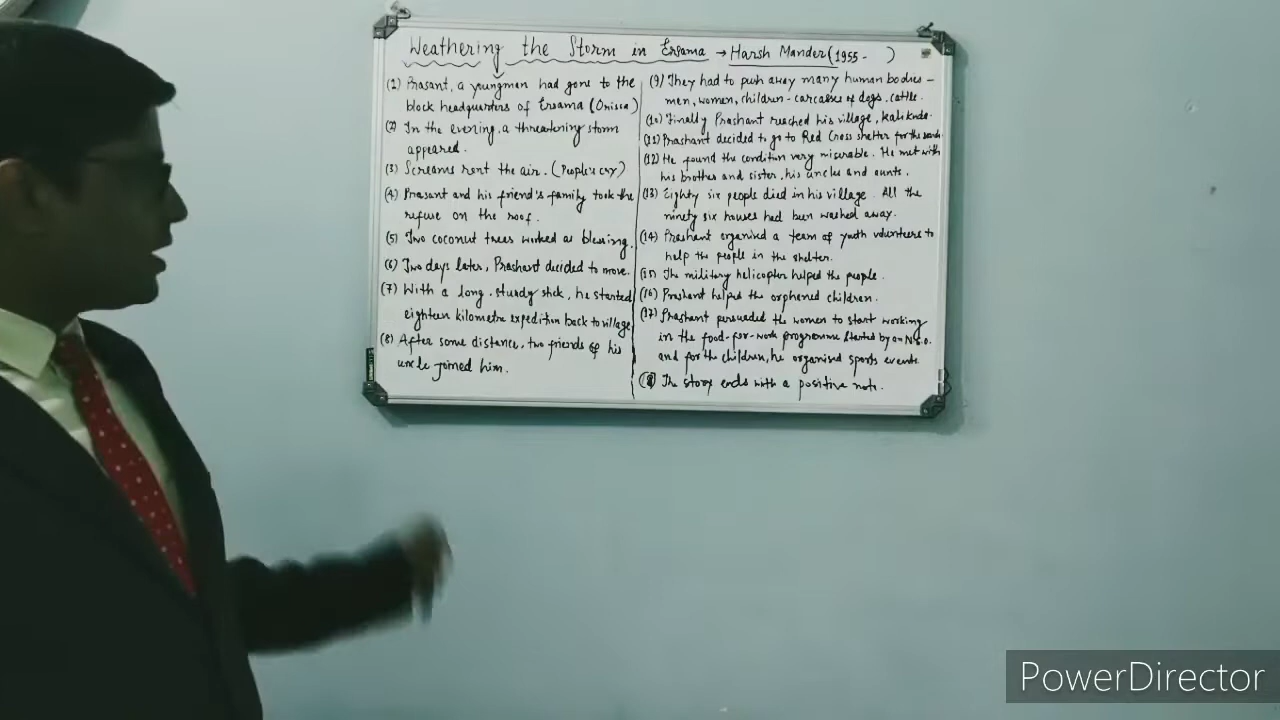 Weathering the Storm in Ersama → Harsh Mander (1955 - )
(1) Prasant, a youngman had gone to the
block headquarters of Ersama (Orissa)
(2) In the evening, a threatening storm
appeared.
(3) Screams rent the air. (People's cry)
(4) Prasant and his friend's family took the
refuge on the roof.
(5) Two coconut trees worked as blessing.
(6) Two days later, Prashant decided to move.
(7) With a long, sturdy stick, he started
eighteen kilometre expedition back to village
(8) After some distance, two friends of his
uncle joined him.
(9) They had to push away many human bodies -
men, women, children - carcasses of dogs, cattle.
(10) Finally Prashant reached his village, Kalikuda.
(11) Prashant decided to go to Red Cross shelter for the search.
(12) He found the condition very miserable. He met with
his brother and sister, his uncles and aunts.
(13) Eighty six people died in his village. All the
ninety six houses had been washed away.
(14) Prashant organised a team of youth volunteers to
help the people in the shelter.
(15) The military helicopter helped the people.
(16) Prashant helped the orphened children.
(17) Prashant persuaded the women to start working
in the food-for-work programme started by an N.G.O.
and for the children, he organised sports events
(18) The story ends with a positive note.
PowerDirector